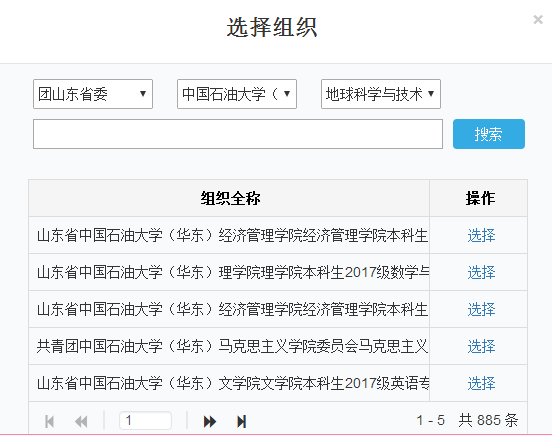 选择组织
×
团山东省委 中国石油大学（ 地球科学与技术
搜索
组织全称 操作
山东省中国石油大学（华东）经济管理学院经济管理学院本科生 选择
山东省中国石油大学（华东）理学院理学院本科生2017级数学与 选择
山东省中国石油大学（华东）经济管理学院经济管理学院本科生 选择
共青团中国石油大学（华东）马克思主义学院委员会马克思主义 选择
山东省中国石油大学（华东）文学院文学院本科生2017级英语专 选择
1 1 - 5 共 885 条